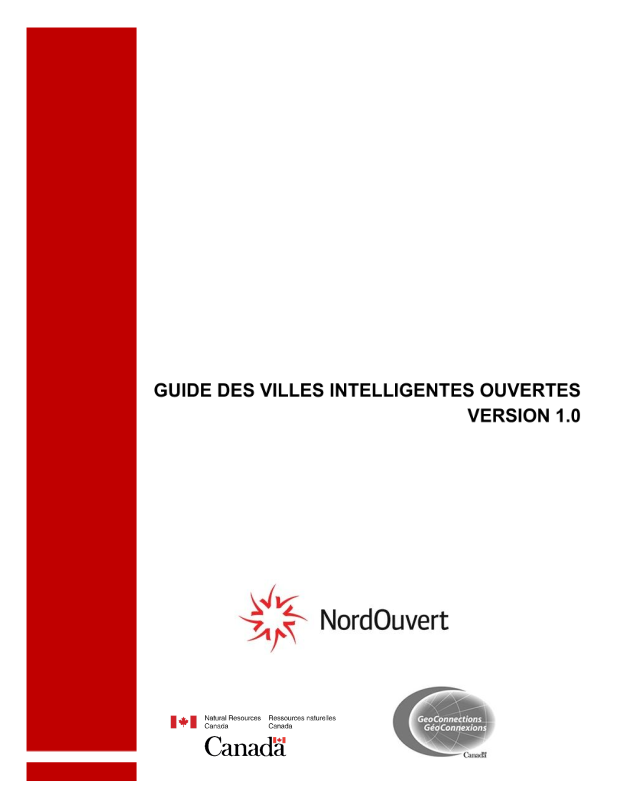 GUIDE DES VILLES INTELLIGENTES OUVERTES
VERSION 1.0
NordOuvert
Natural Resources
Canada
Ressources naturelles
Canada
Canada
GeoConnections
GéoConnexions
Canada